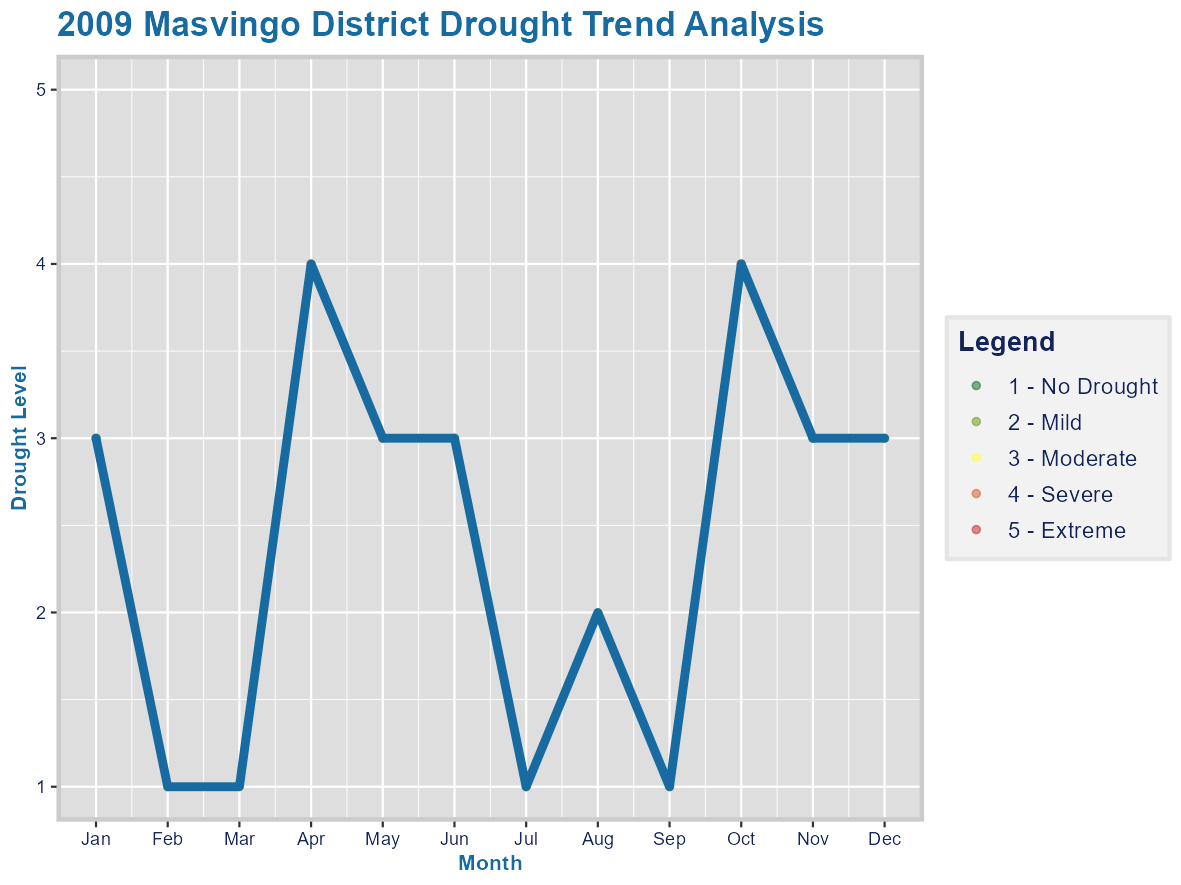 2009 Masvingo District Drought Trend Analysis
5
4
3
2
1
Drought Level
Jan Feb Mar Apr May Jun Jul Aug Sep Oct Nov Dec
Month
Legend
1 - No Drought
2 - Mild
3 - Moderate
4 - Severe
5 - Extreme